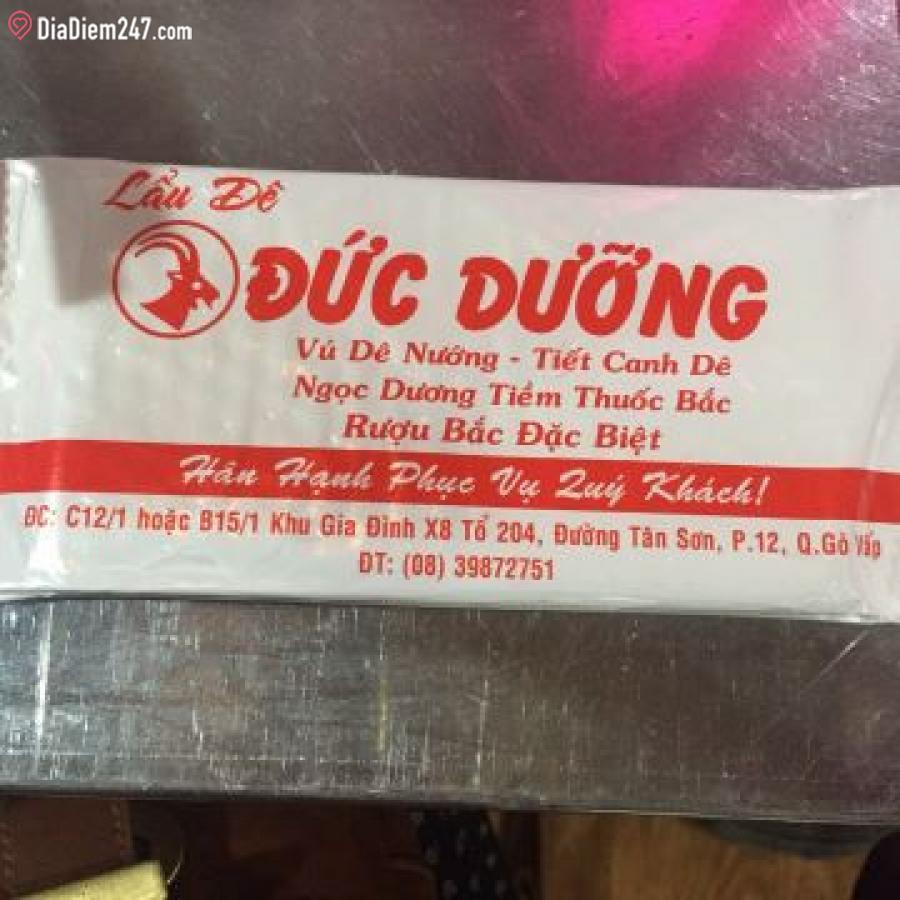 DiaDiem247.com
Lẩu Dê
ĐỨC DƯỠNG
Vú Dê Nướng - Tiết Canh Dê
Ngọc Dương Tiềm Thuốc Bắc
Rượu Bắc Đặc Biệt
Hân Hạnh Phục Vụ Quý Khách!
ĐC: C12/1 hoặc B15/1 Khu Gia Đình X8 Tổ 204, Đường Tân Sơn, P.12, Q.Gò Vấp
ĐT: (08) 39872751